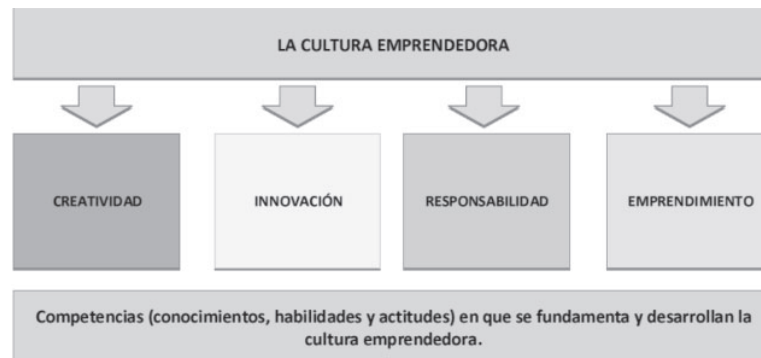 LA CULTURA EMPRENDEDORA
CREATIVIDAD
INNOVACIÓN
RESPONSABILIDAD
EMPRENDIMIENTO
Competencias (conocimientos, habilidades y actitudes) en que se fundamenta y desarrollan la
cultura emprendedora.